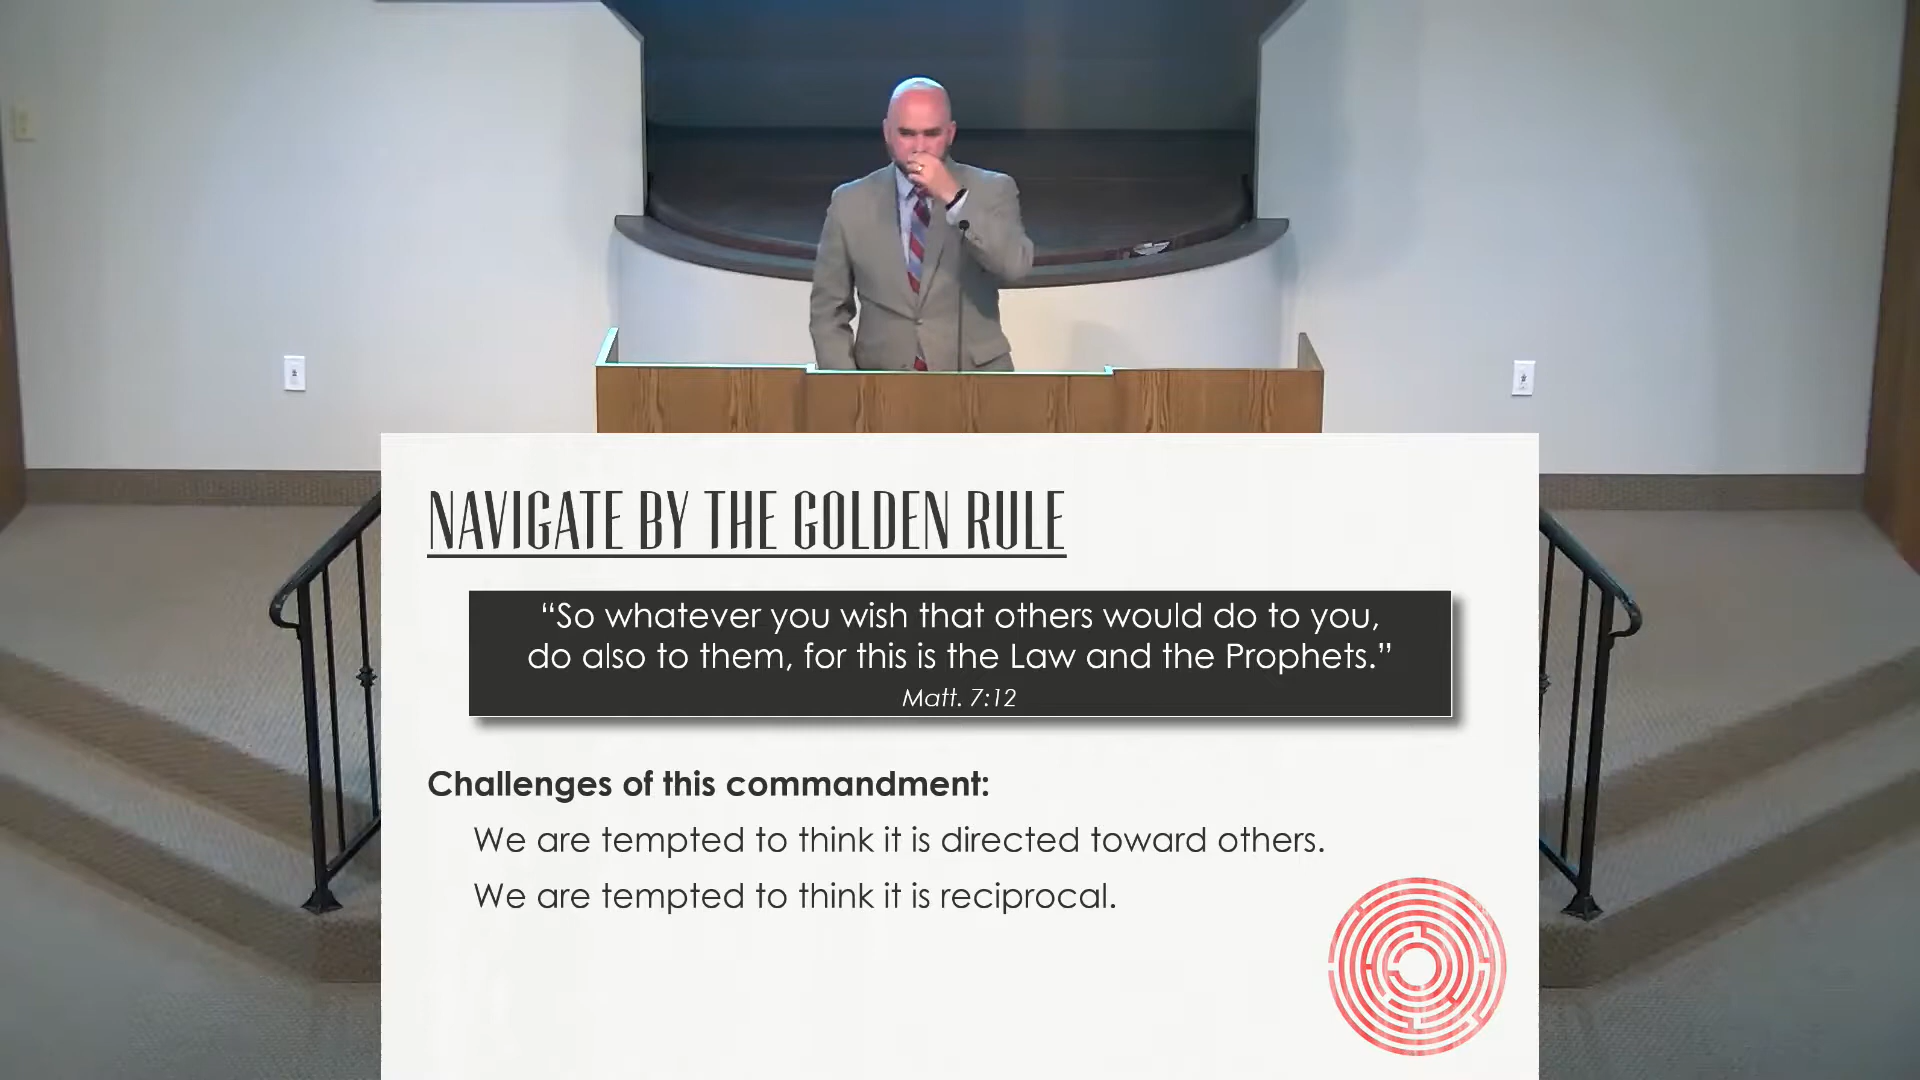 NAVIGATE BY THE GOLDEN RULE
“So whatever you wish that others would do to you,
do also to them, for this is the Law and the Prophets.”
Matt. 7:12
Challenges of this commandment:
We are tempted to think it is directed toward others.
We are tempted to think it is reciprocal.